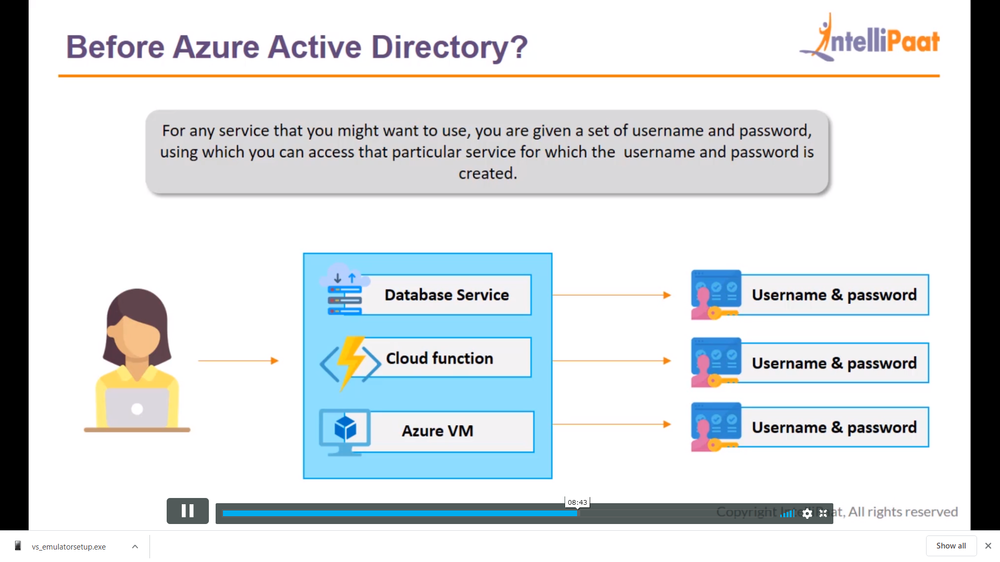 Before Azure Active Directory?
IntelliPaat
For any service that you might want to use, you are given a set of username and password,
using which you can access that particular service for which the username and password is
created.
Database Service
Username & password
Cloud function
Username & password
Azure VM
Username & password
08:43
Copyright IntelliPaat, All rights reserved
vs_emulatorsetup.exe
Show all